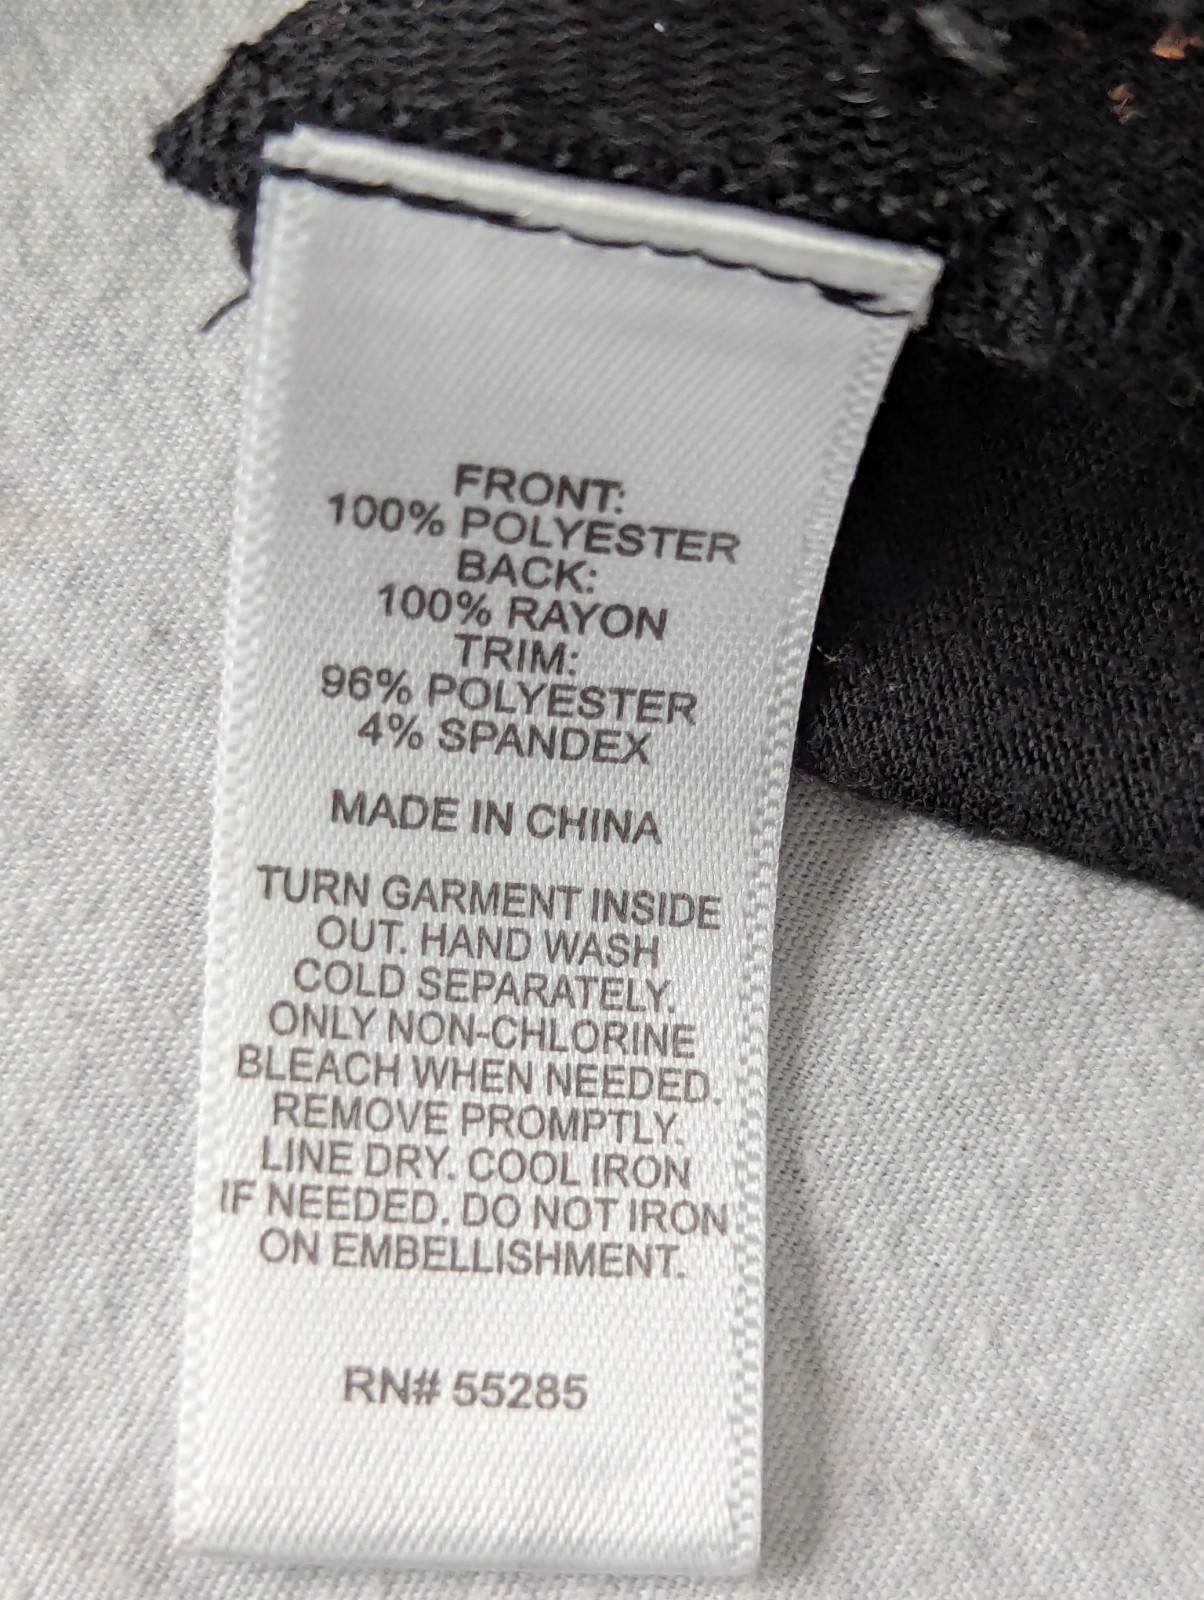 FRONT:
100% POLYESTER
BACK:
100% RAYON
TRIM:
96% POLYESTER
4% SPANDEX
MADE IN CHINA
TURN GARMENT INSIDE
OUT. HAND WASH
COLD SEPARATELY.
ONLY NON-CHLORINE
BLEACH WHEN NEEDED.
REMOVE PROMPTLY.
LINE DRY. COOL IRON
IF NEEDED. DO NOT IRON
ON EMBELLISHMENT.
RN# 55285